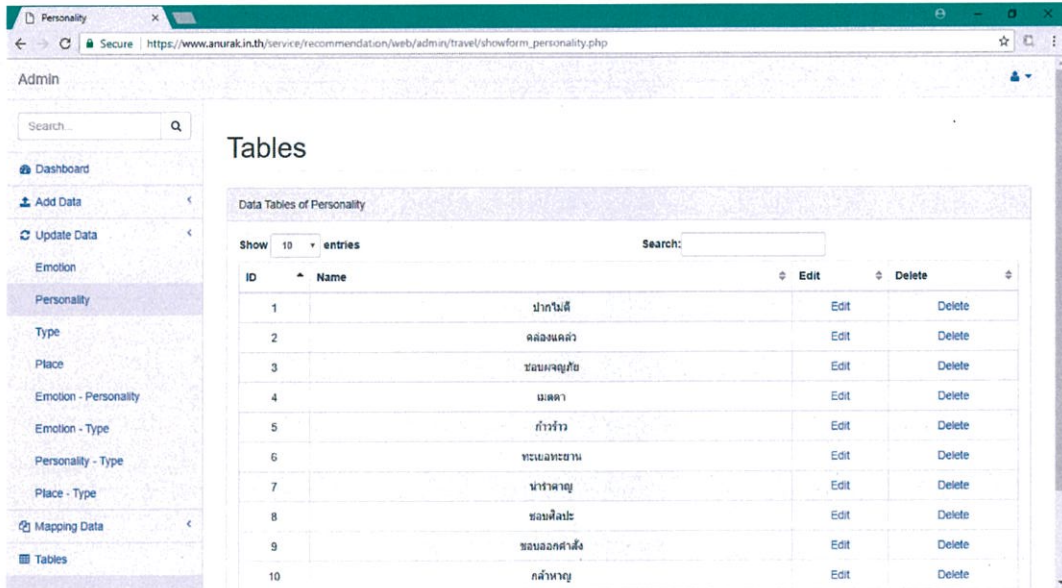 Personality
Secure | https://www.anurak.in.th/service/recommendation/web/admin/travel/showform_personality.php
Admin
Search...
Dashboard
Add Data
Update Data
Emotion
Personality
Type
Place
Emotion - Personality
Emotion - Type
Personality - Type
Place - Type
Mapping Data
Tables
Tables
Data Tables of Personality
Show 10 entries Search:
ID Name Edit Delete
1 ปากไม่ดี Edit Delete
2 คล่องแคล่ว Edit Delete
3 ชอบผจญภัย Edit Delete
4 เมตตา Edit Delete
5 ก้าวร้าว Edit Delete
6 ทะเยอทะยาน Edit Delete
7 น่ารำคาญ Edit Delete
8 ชอบศิลปะ Edit Delete
9 ชอบออกคำสั่ง Edit Delete
10 กล้าหาญ Edit Delete